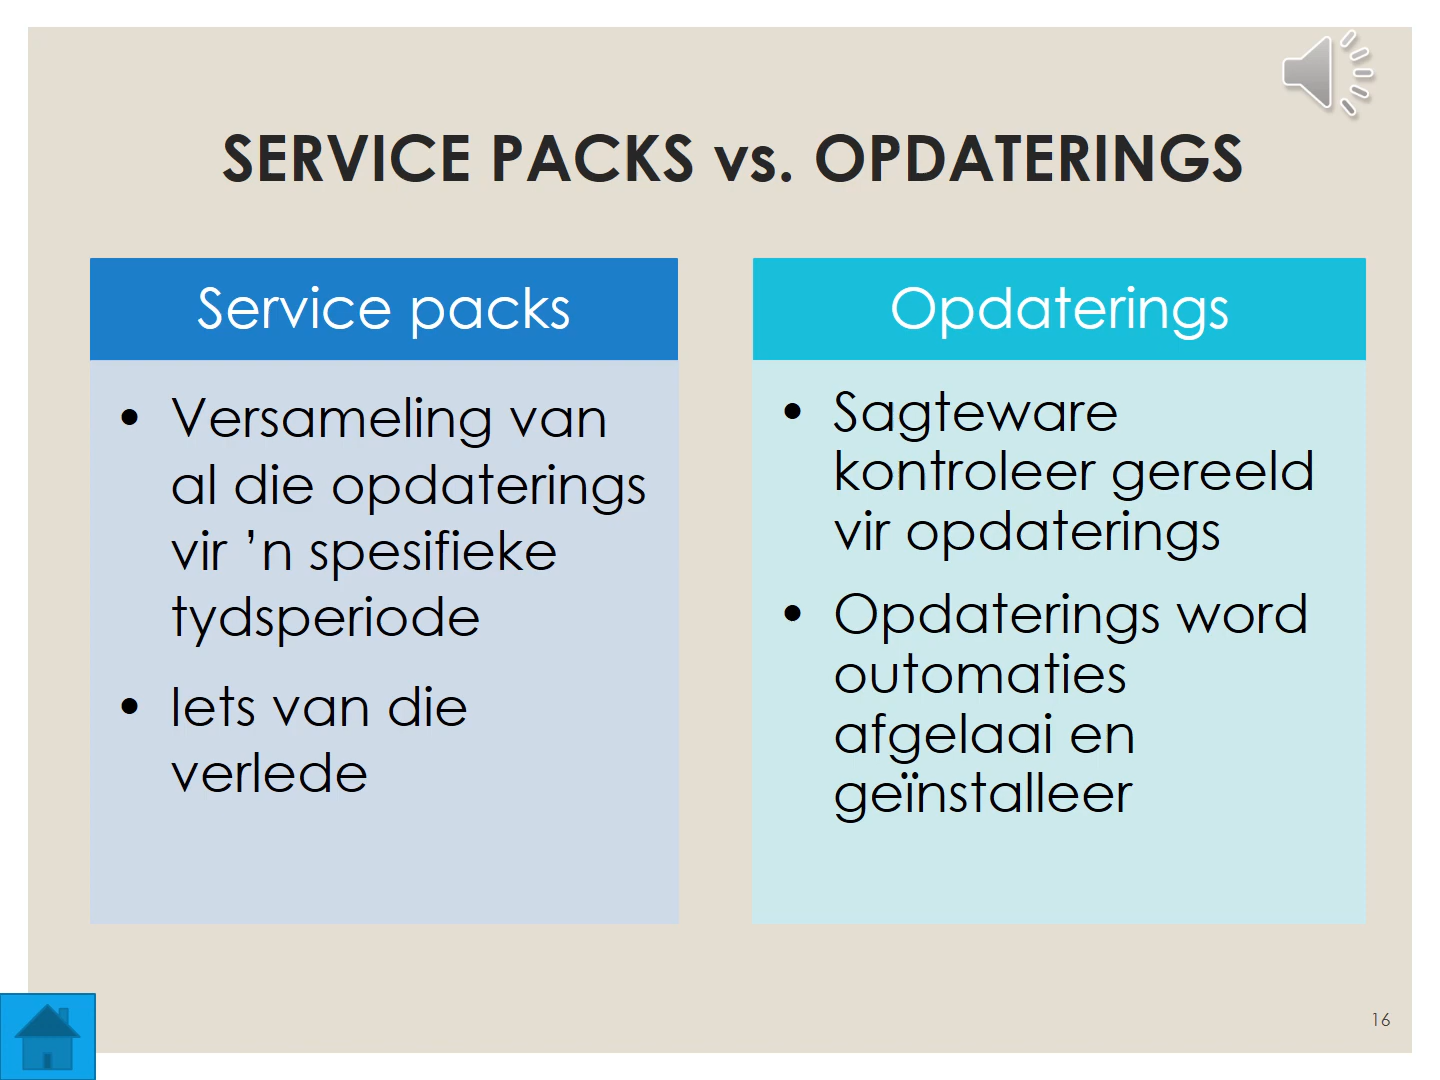 SERVICE PACKS vs. OPDATERINGS
Service packs
• Versameling van
al die opdaterings
vir ’n spesifieke
tydsperiode
• Iets van die
verlede
Opdaterings
• Sagteware
kontroleer gereeld
vir opdaterings
• Opdaterings word
outomaties
afgelaai en
geïnstalleer
16